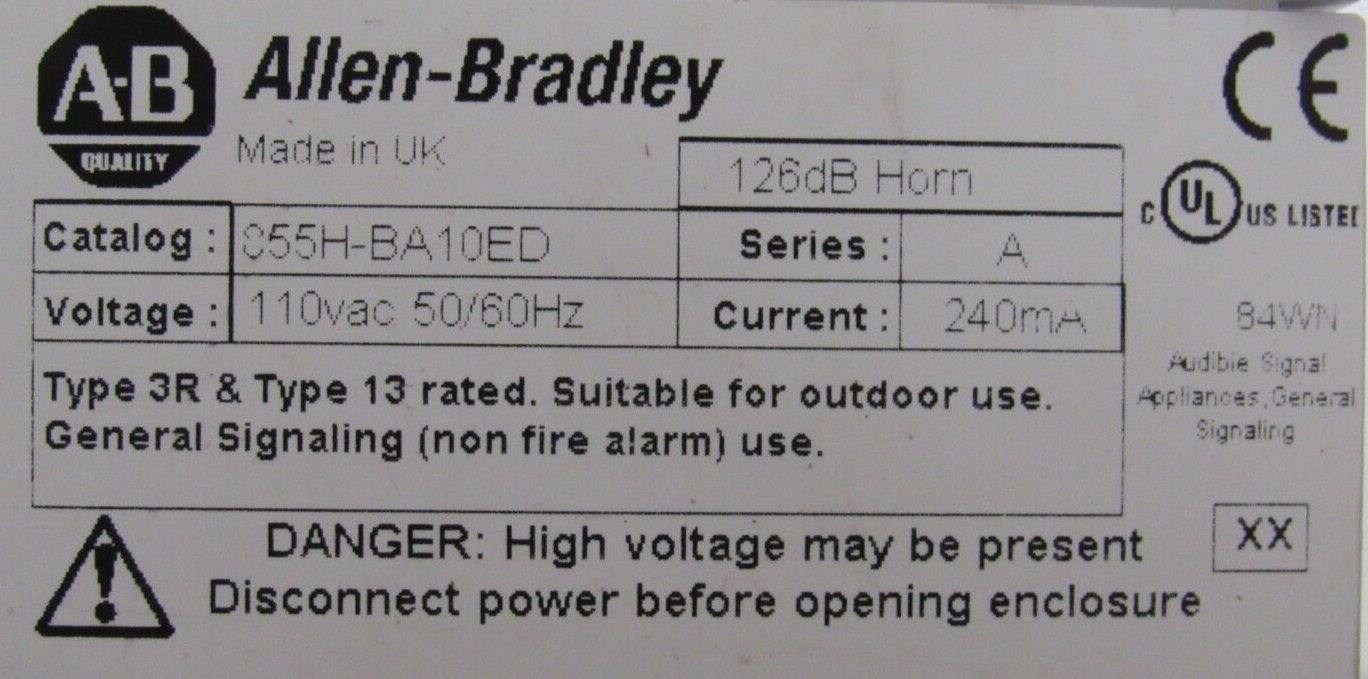 A-B
QUALITY
Allen-Bradley
Made in UK
CE
126dB Horn
Catalog : 855H-BA10ED
Series : A
Voltage : 110vac 50/60Hz
Current : 240mA
C UL US LISTED
84WN
Audible Signal
Appliances, General
Signaling
Type 3R & Type 13 rated. Suitable for outdoor use.
General Signaling (non fire alarm) use.
XX
DANGER: High voltage may be present
Disconnect power before opening enclosure